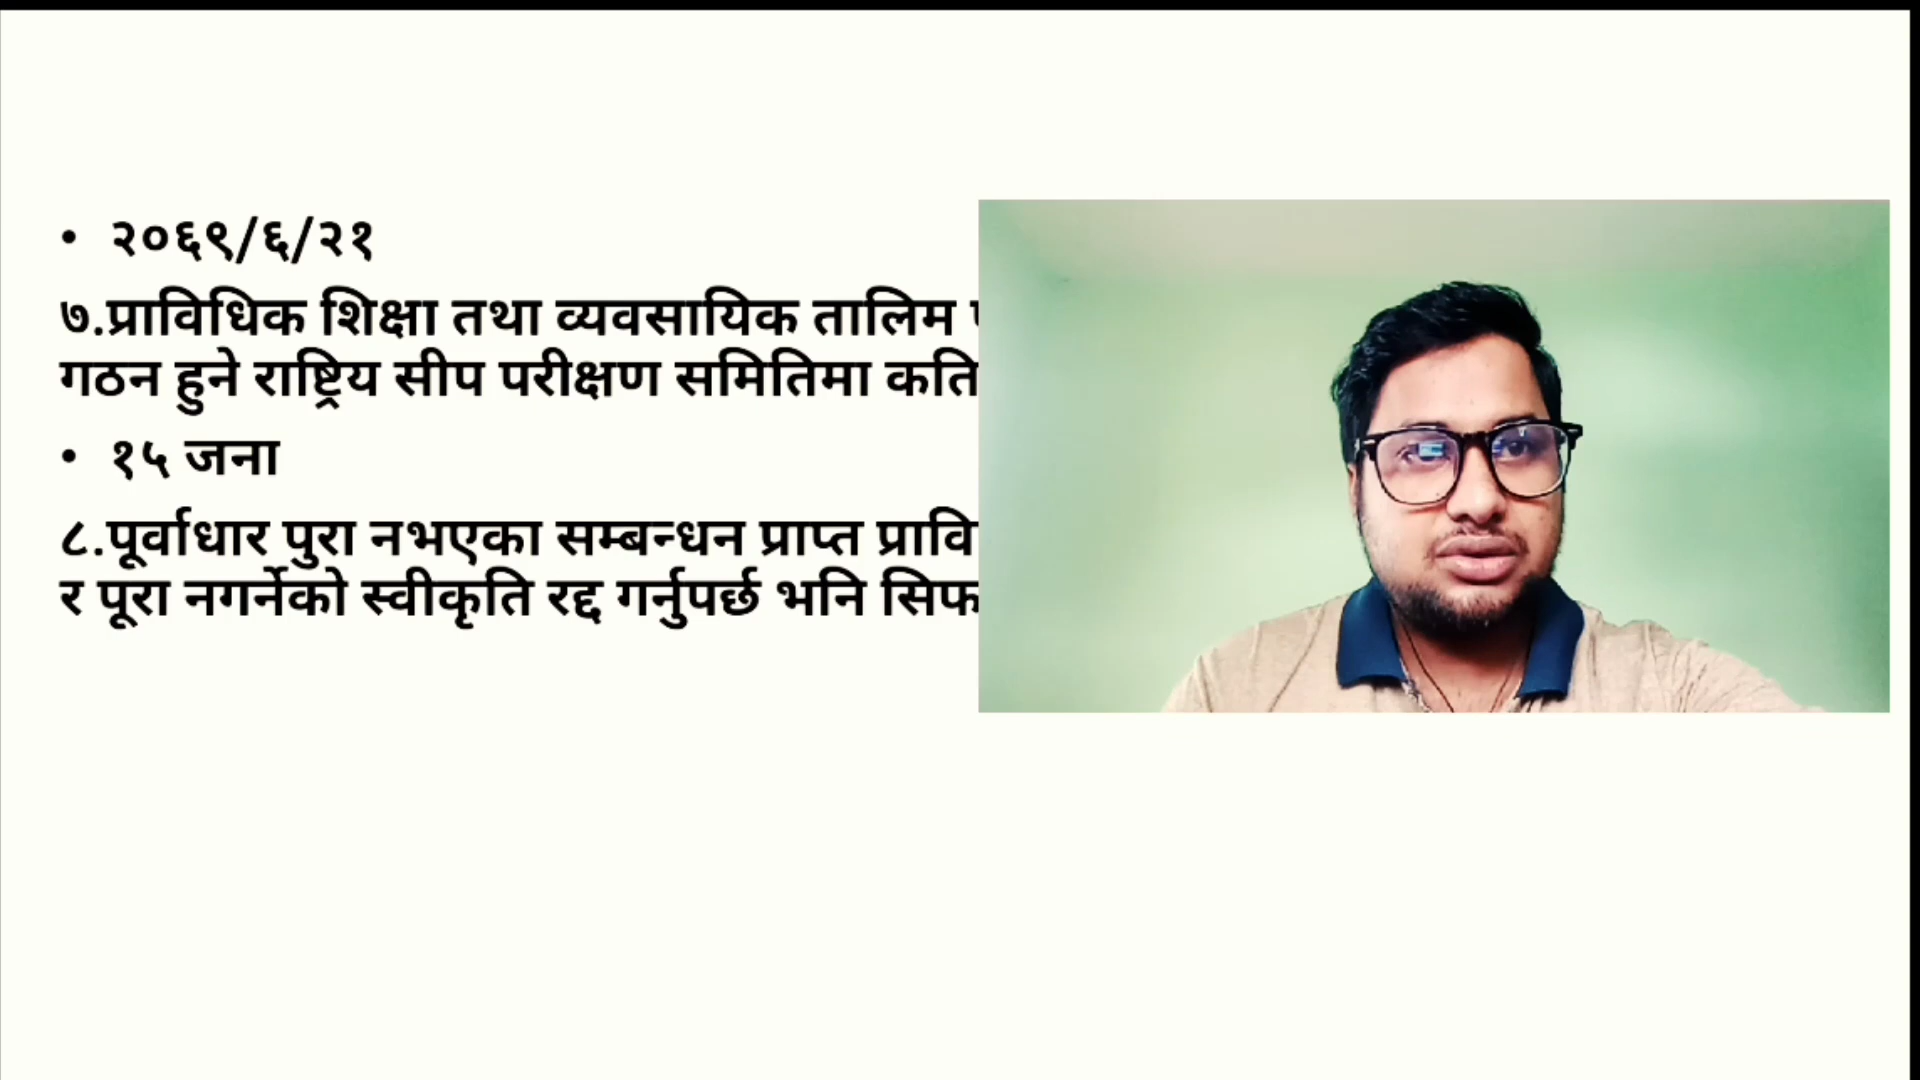 • २०६९/६/२१
७.प्राविधिक शिक्षा तथा व्यवसायिक तालिम
गठन हुने राष्ट्रिय सीप परीक्षण समितिमा कति
• १५ जना
८.पूर्वाधार पुरा नभएका सम्बन्धन प्राप्त प्रावि
र पूरा नगर्नेको स्वीकृति रद्द गर्नुपर्छ भनि सिफ